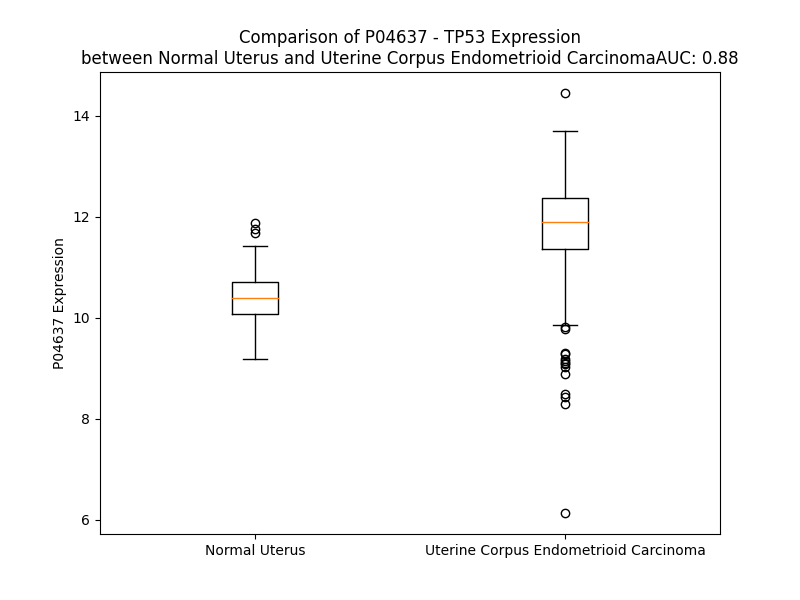 Comparison of P04637 - TP53 Expression
between Normal Uterus and Uterine Corpus Endometrioid CarcinomaAUC: 0.88
P04637 Expression
14
12
10
8
6
Normal Uterus
Uterine Corpus Endometrioid Carcinoma